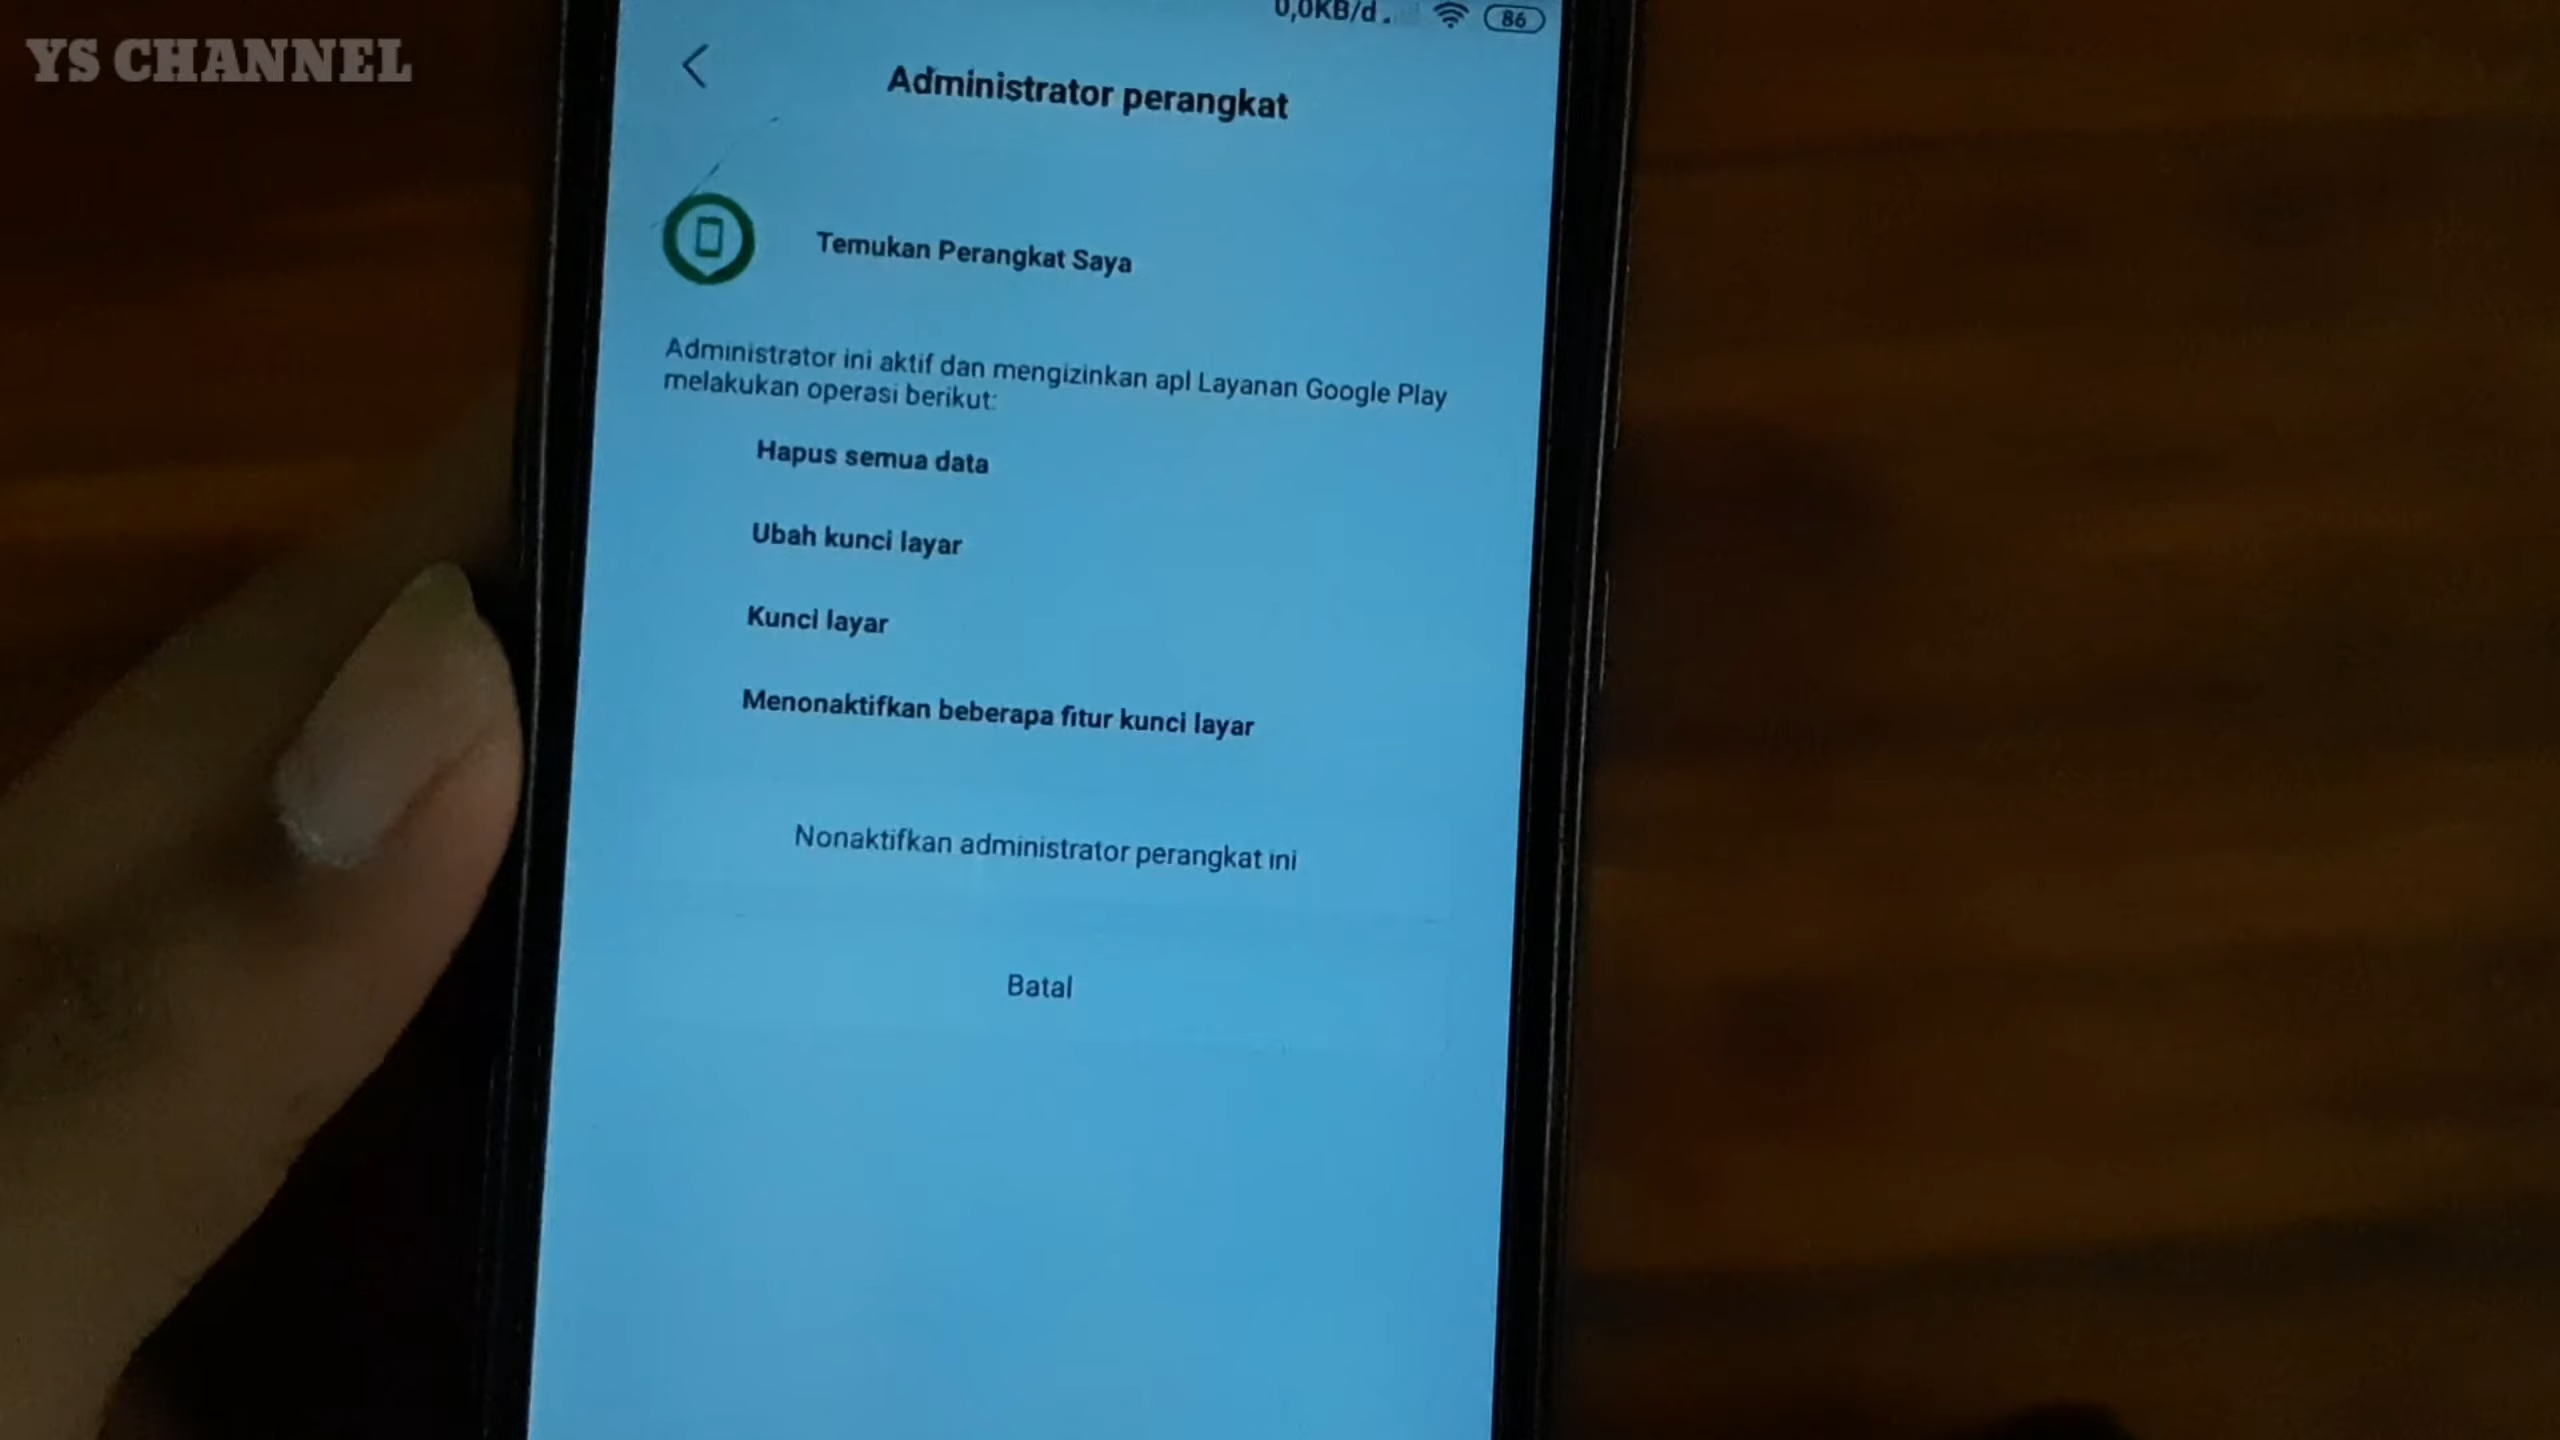 YS CHANNEL
0,0KB/d
86
Administrator perangkat
Temukan Perangkat Saya
Administrator ini aktif dan mengizinkan apl Layanan Google Play
melakukan operasi berikut:
Hapus semua data
Ubah kunci layar
Kunci layar
Menonaktifkan beberapa fitur kunci layar
Nonaktifkan administrator perangkat ini
Batal